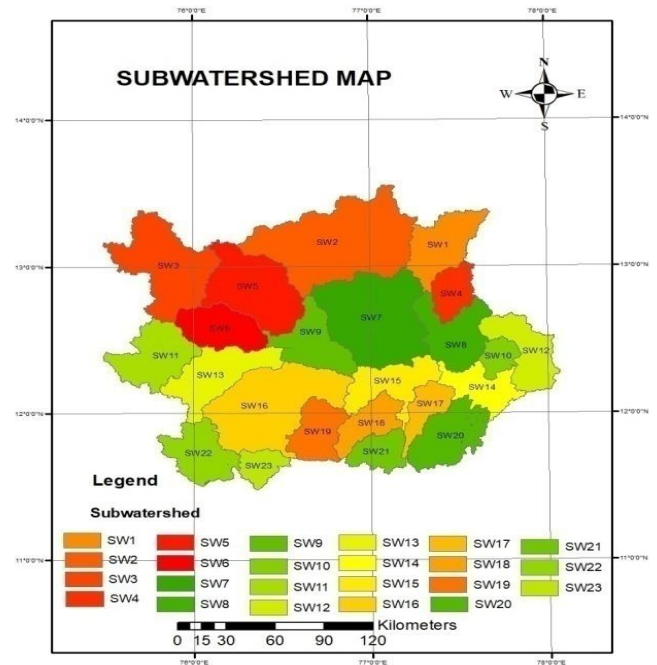 76°0'0"E 77°0'0"E 78°0'0"E
SUBWATERSHED MAP
N
W E
S
14°0'0"N 14°0'0"N
SW2 SW1
SW3
13°0'0"N 13°0'0"N
SW5 SW4
SW7
SW6 SW9
SW8
SW11 SW10 SW12
SW13 SW15
SW14
SW16 SW17
12°0'0"N 12°0'0"N
SW19 SW18
SW20
SW22 SW21
SW23
Legend
Subwatershed
SW1 SW5 SW9 SW13 SW17 SW21
SW2 SW6 SW10 SW14 SW18 SW22
SW3 SW7 SW11 SW15 SW19 SW23
SW4 SW8 SW12 SW16 SW20
11°0'0"N 11°0'0"N
Kilometers
0 15 30 60 90 120
76°0'0"E 77°0'0"E 78°0'0"E